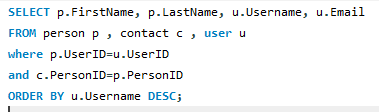 SELECT p.FirstName, p.LastName, u.Username, u.Email
FROM person p , contact c , user u
where p.UserID=u.UserID
and c.PersonID=p.PersonID
ORDER BY u.Username DESC;